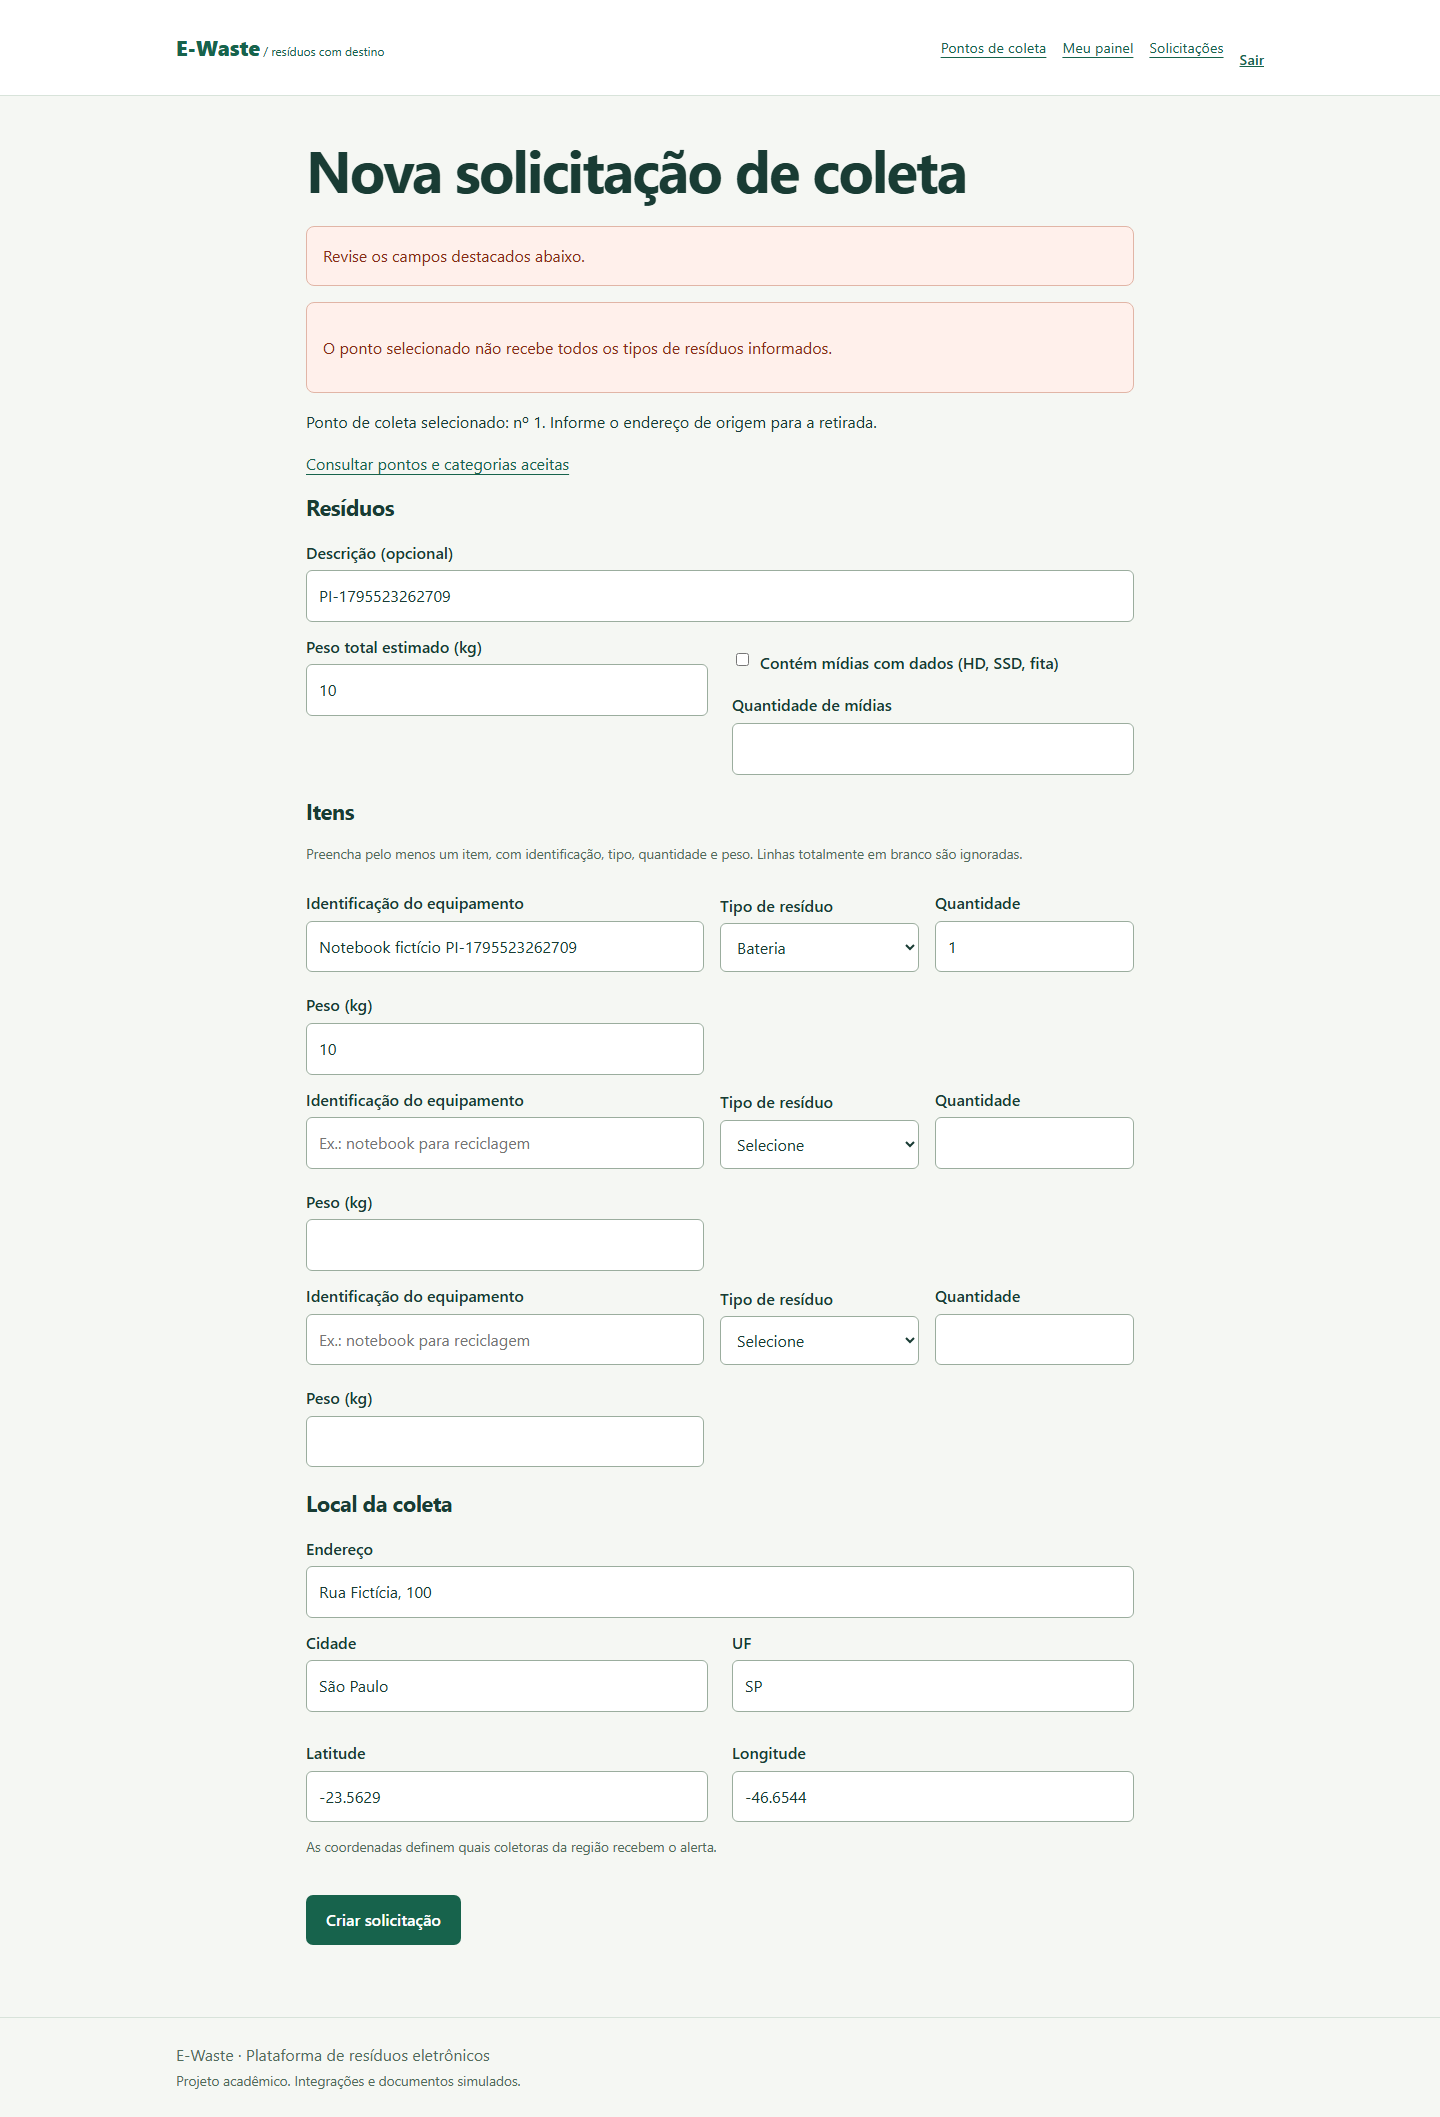 E-Waste / resíduos com destino
Pontos de coleta Meu painel Solicitações Sair
Nova solicitação de coleta
Revise os campos destacados abaixo.
O ponto selecionado não recebe todos os tipos de resíduos informados.
Ponto de coleta selecionado: nº 1. Informe o endereço de origem para a retirada.
Consultar pontos e categorias aceitas
Resíduos
Descrição (opcional)
PI-1795523262709
Peso total estimado (kg)
10
Contém mídias com dados (HD, SSD, fita)
Quantidade de mídias
Itens
Preencha pelo menos um item, com identificação, tipo, quantidade e peso. Linhas totalmente em branco são ignoradas.
Identificação do equipamento Tipo de resíduo Quantidade
Notebook fictício PI-1795523262709 Bateria 1
Peso (kg)
10
Identificação do equipamento Tipo de resíduo Quantidade
Ex.: notebook para reciclagem Selecione
Peso (kg)
Identificação do equipamento Tipo de resíduo Quantidade
Ex.: notebook para reciclagem Selecione
Peso (kg)
Local da coleta
Endereço
Rua Fictícia, 100
Cidade UF
São Paulo SP
Latitude Longitude
-23.5629 -46.6544
As coordenadas definem quais coletoras da região recebem o alerta.
Criar solicitação
E-Waste · Plataforma de resíduos eletrônicos
Projeto acadêmico. Integrações e documentos simulados.